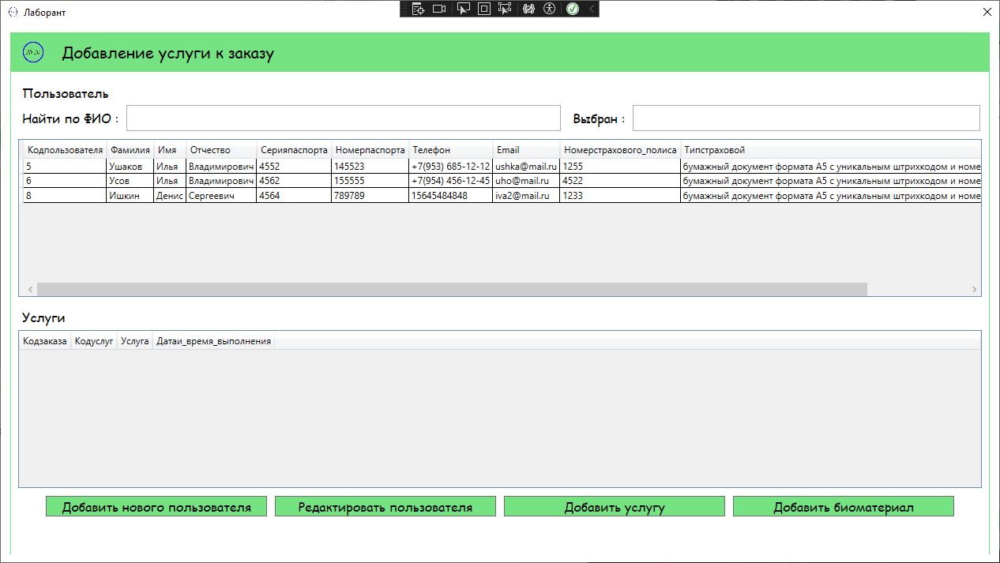 Лаборант
Добавление услуги к заказу
Пользователь
Найти по ФИО : Выбран :
Кодпользователя Фамилия Имя Отчество Серияпаспорта Номерпаспорта Телефон Email Номерстрахового_полиса Типстраховой
5 Ушаков Илья Владимирович 4552 145523 +7(953) 685-12-12 ushka@mail.ru 1255 бумажный документ формата А5 с уникальным штрихкодом и номе
6 Усов Илья Владимирович 4562 155555 +7(954) 456-12-45 uho@mail.ru 4522 бумажный документ формата А5 с уникальным штрихкодом и номе
8 Ишкин Денис Сергеевич 4564 789789 15645484848 iva2@mail.ru 1233 бумажный документ формата А5 с уникальным штрихкодом и номе
Услуги
Кодзаказа Кодуслуг Услуга Датаи_время_выполнения
Добавить нового пользователя Редактировать пользователя Добавить услугу Добавить биоматериал